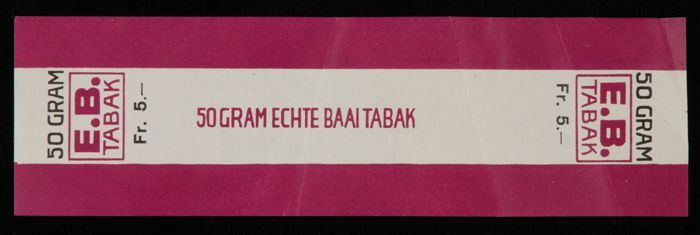 50 GRAM
E.B.
TABAK
Fr. 5.–
50 GRAM ECHTE BAAI TABAK
50 GRAM
E.B.
TABAK
Fr. 5.–